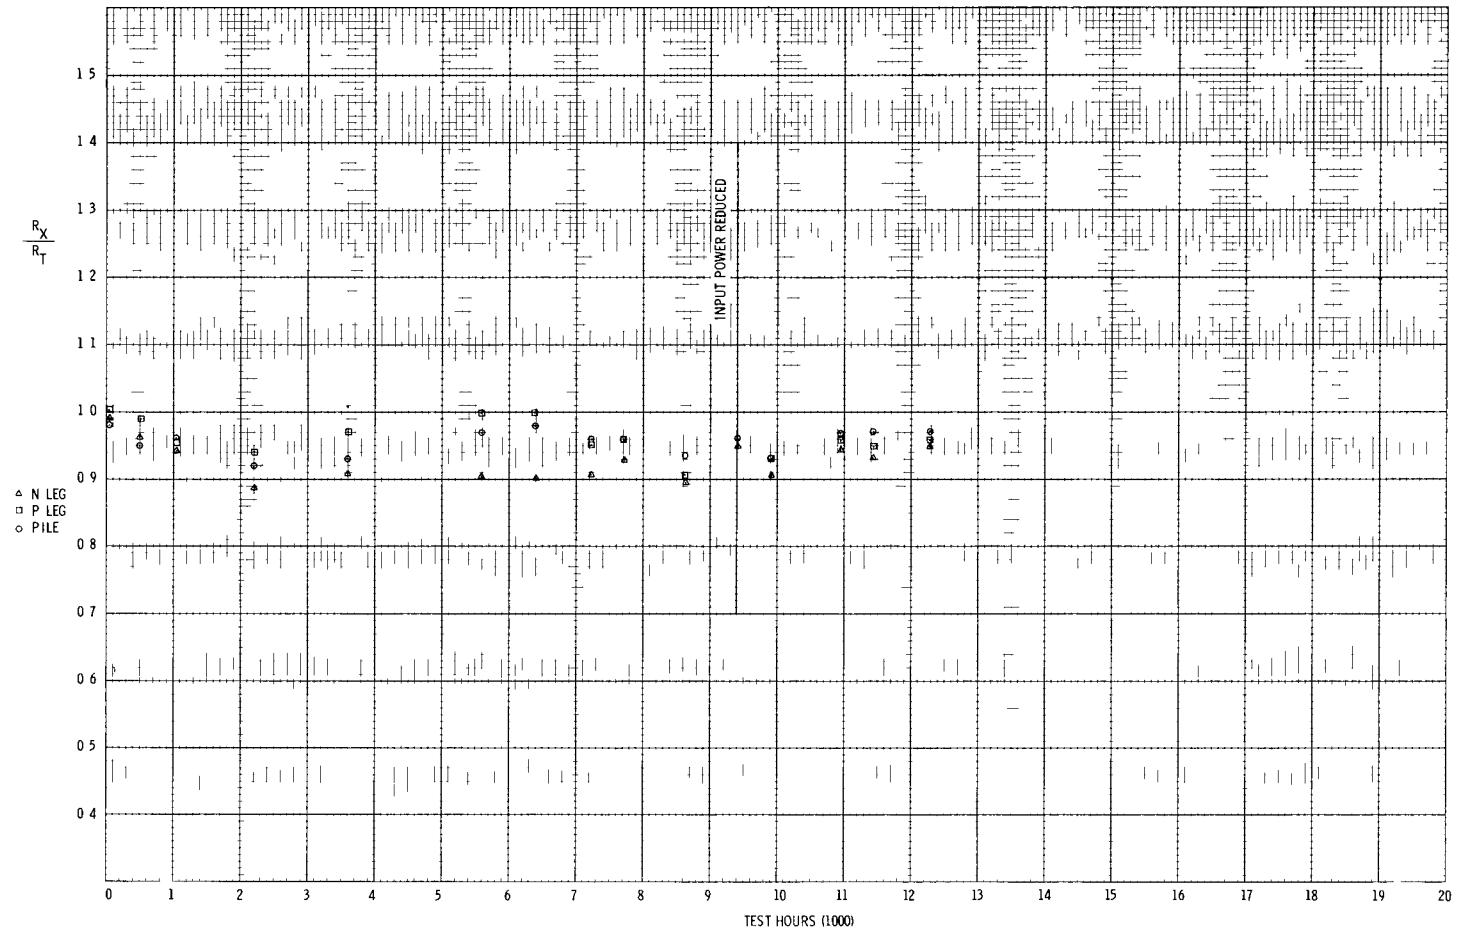 1 5
1 4
1 3
1 2
1 1
1 0
0 9
0 8
0 7
0 6
0 5
0 4
R_X
R_T
INPUT POWER REDUCED
△ N LEG
□ P LEG
○ PILE
0 1 2 3 4 5 6 7 8 9 10 11 12 13 14 15 16 17 18 19 20
TEST HOURS (1000)